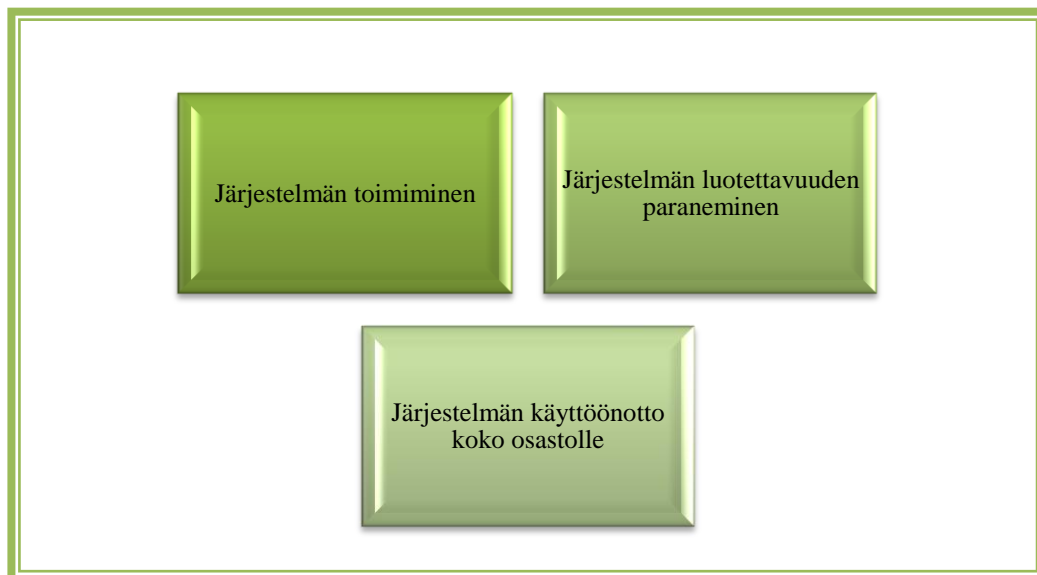 Järjestelmän toimiminen
Järjestelmän luotettavuuden
paraneminen
Järjestelmän käyttöönotto
koko osastolle